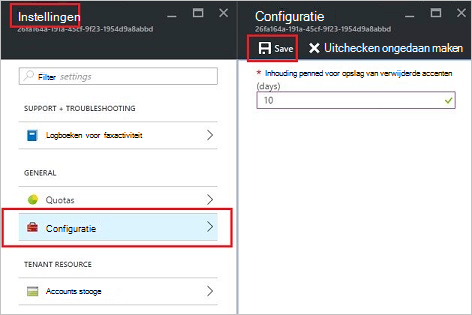 Instellingen
26fa164a-191a-45cf-9f23-1954d9a8abbd
Filter settings
SUPPORT + TROUBLESHOOTING
Logboeken voor faxactiviteit
GENERAL
Quotas
Configuratie
TENANT RESOURCE
Accounts stooge
Configuratie
26fa164a-191a-45cf-9f23-1954d9a8abbd
Save Uitchecken ongedaan maken
* Inhouding penned voor opslag van verwijderde accenten
(days)
10